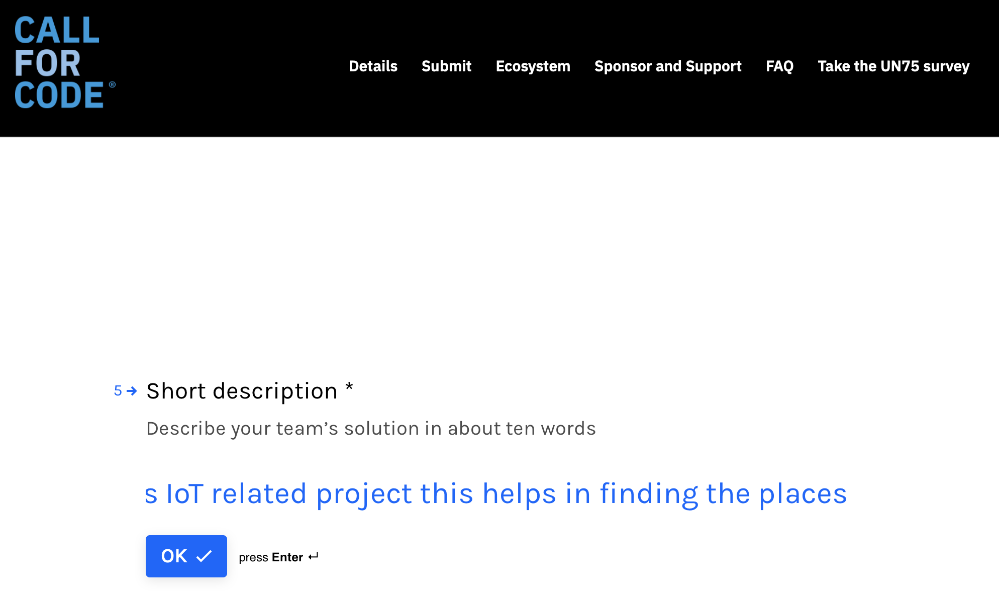 CALL
FOR
CODE ®
Details Submit Ecosystem Sponsor and Support FAQ Take the UN75 survey
5 → Short description *
Describe your team’s solution in about ten words
s IoT related project this helps in finding the places
OK ✓ press Enter ↵